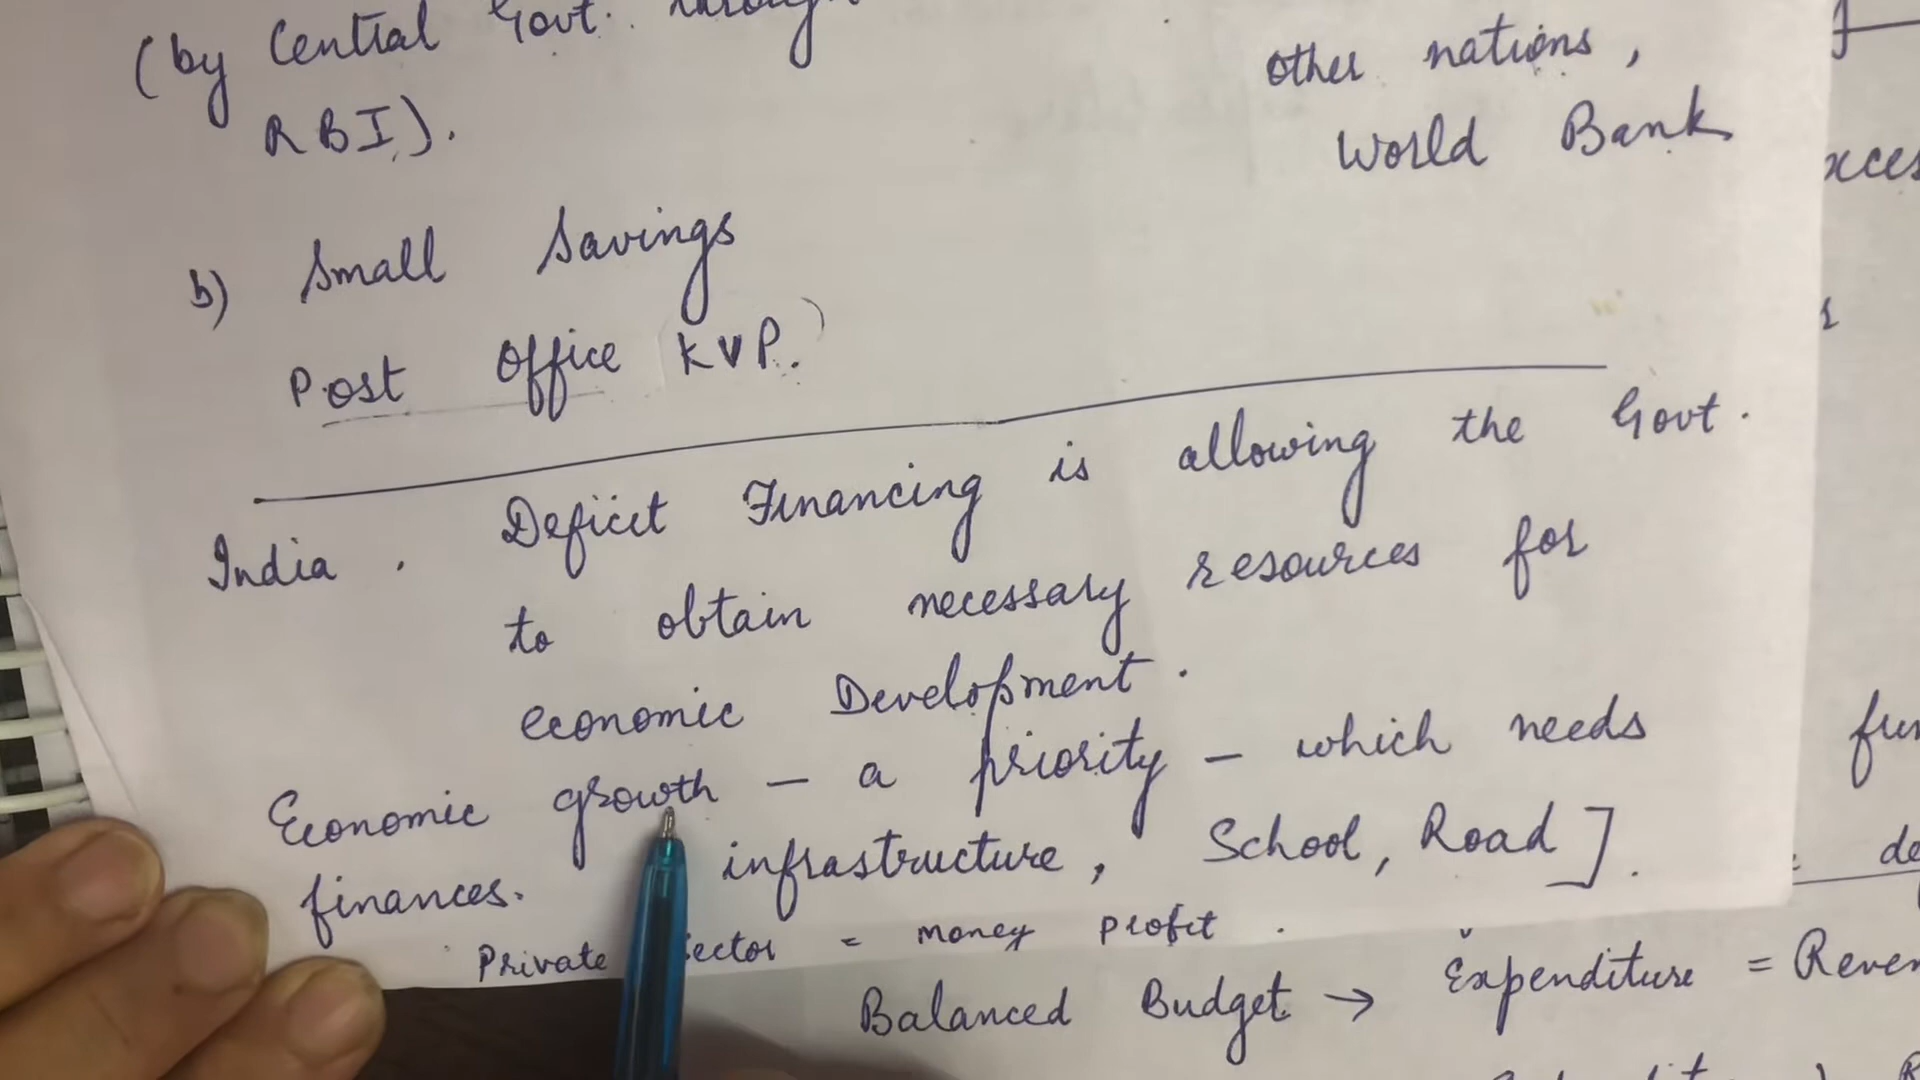 (by Central Govt. through
RBI).
other nations,
World Bank
b) Small Savings
Post Office (KVP.)
India. Deficit Financing is allowing the Govt.
to obtain necessary resources for
economic Development.
Economic growth – a priority – which needs
finances. infrastructure, School, Road].
Private Sector = money profit.
Balanced Budget → Expenditure =